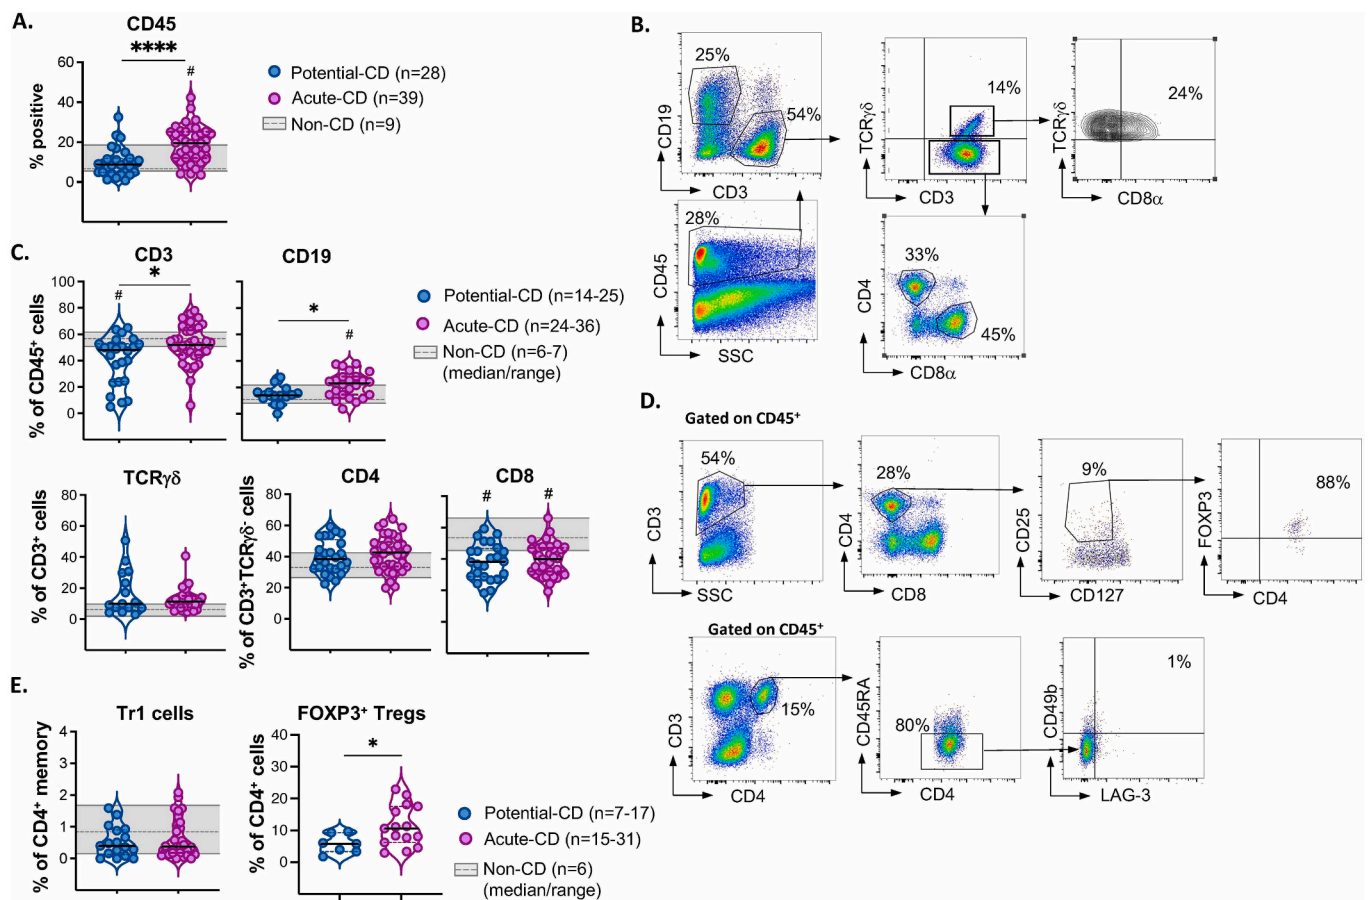 A.
CD45
****
#
% positive
60
40
20
0
Potential-CD (n=28)
Acute-CD (n=39)
Non-CD (n=9)
B.
25%
54%
CD19
CD3
28%
CD45
SSC
TCRγδ
14%
CD3
TCRγδ
24%
CD8α
33%
45%
CD4
CD8α
C.
CD3
*
#
% of CD45⁺ cells
100
80
60
40
20
0
CD19
*
#
Potential-CD (n=14-25)
Acute-CD (n=24-36)
Non-CD (n=6-7)
(median/range)
TCRγδ
% of CD3⁺ cells
80
60
40
20
0
CD4
% of CD3⁺TCRγδ⁻ cells
80
60
40
20
0
CD8
#
#
D.
Gated on CD45⁺
54%
CD3
SSC
28%
CD4
CD8
9%
CD25
CD127
88%
FOXP3
CD4
Gated on CD45⁺
15%
CD3
CD4
80%
CD45RA
CD4
1%
CD49b
LAG-3
E.
Tr1 cells
% of CD4⁺ memory
4
3
2
1
0
FOXP3⁺ Tregs
*
% of CD4⁺ cells
40
30
20
10
0
Potential-CD (n=7-17)
Acute-CD (n=15-31)
Non-CD (n=6)
(median/range)